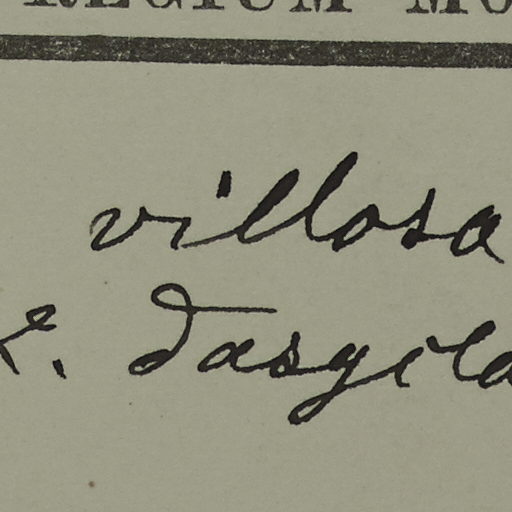 REGIUM MO
villosa
e. Dasycla